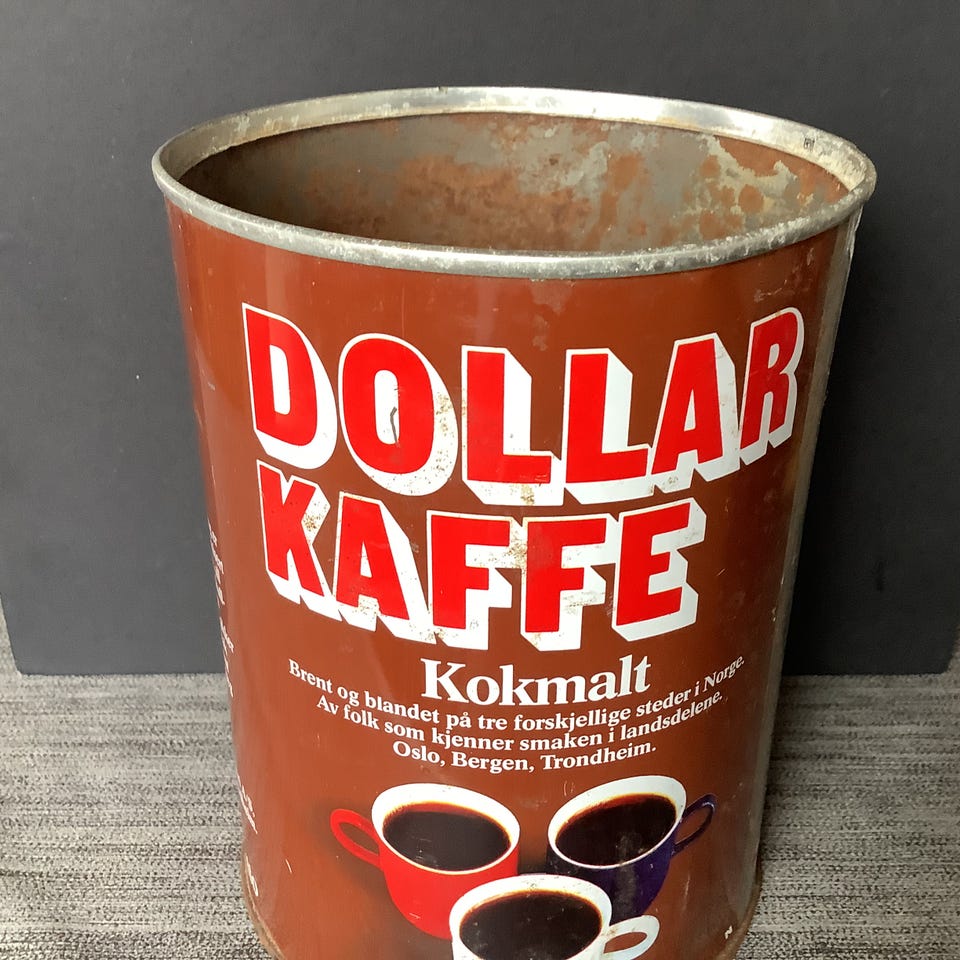 DOLLAR
KAFFE
Kokmalt
Brent og blandet på tre forskjellige steder i Norge.
Av folk som kjenner smaken i landsdelene.
Oslo, Bergen, Trondheim.